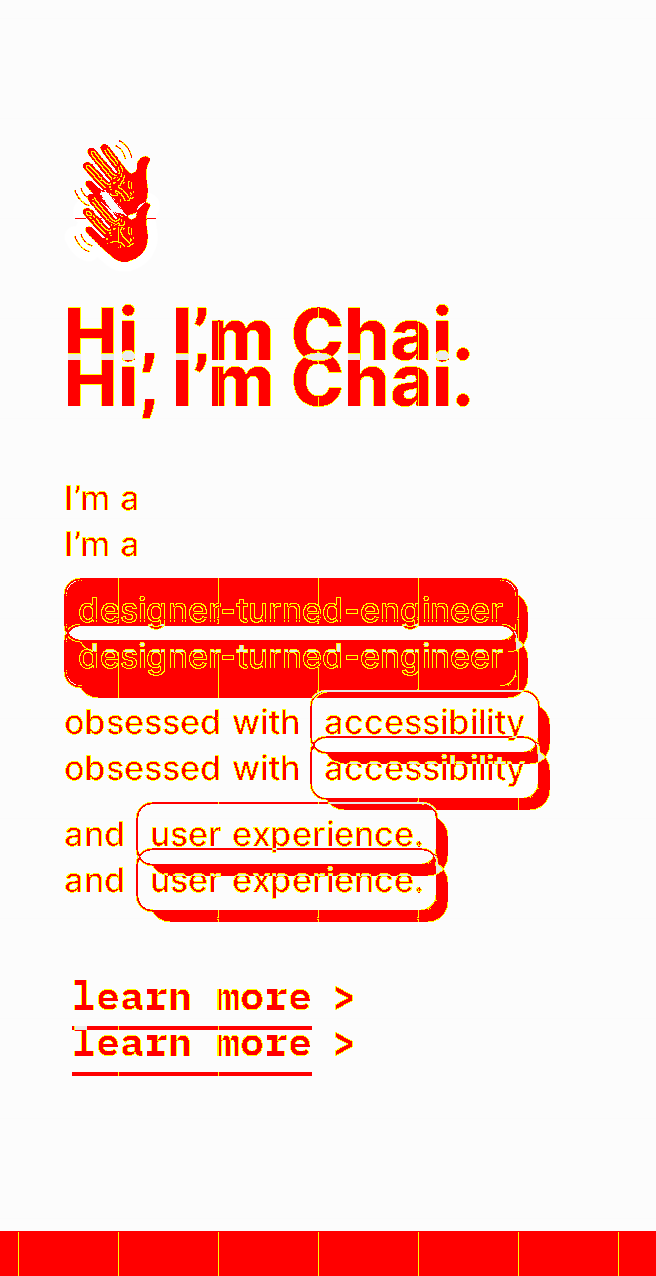 Hi, I’m Chai.
Hi, I’m Chai.
I’m a
I’m a
designer-turned-engineer
designer-turned-engineer
obsessed with accessibility
obsessed with accessibility
and user experience.
and user experience.
learn more >
learn more >